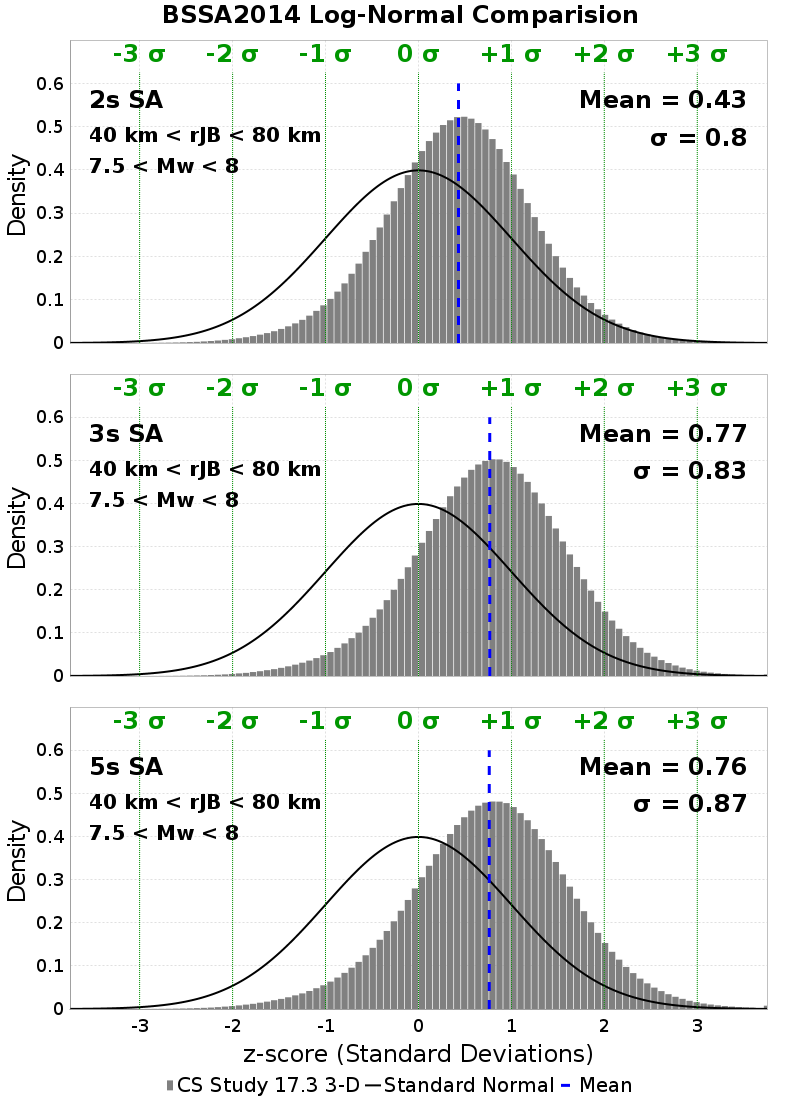 BSSA2014 Log-Normal Comparision
-3 σ -2 σ -1 σ 0 σ +1 σ +2 σ +3 σ
0.6
2s SA Mean = 0.43
0.5
40 km < rJB < 80 km σ = 0.8
7.5 < Mw < 8
0.4
Density
0.3
0.2
0.1
0
-3 σ -2 σ -1 σ 0 σ +1 σ +2 σ +3 σ
0.6
3s SA Mean = 0.77
0.5
40 km < rJB < 80 km σ = 0.83
7.5 < Mw < 8
0.4
Density
0.3
0.2
0.1
0
-3 σ -2 σ -1 σ 0 σ +1 σ +2 σ +3 σ
0.6
5s SA Mean = 0.76
0.5
40 km < rJB < 80 km σ = 0.87
7.5 < Mw < 8
0.4
Density
0.3
0.2
0.1
0
-3 -2 -1 0 1 2 3
z-score (Standard Deviations)
CS Study 17.3 3-D Standard Normal Mean